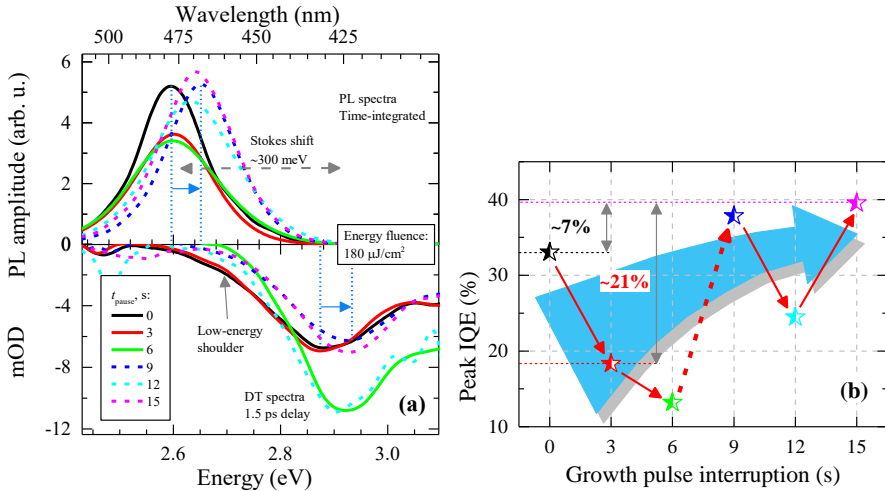 Wavelength (nm)
500 475 450 425
6
4
2
0
-4
-8
-12
PL amplitude (arb. u.)
mOD
PL spectra
Time-integrated
Stokes shift
~300 meV
Energy fluence:
180 μJ/cm²
t_pause, s:
0
3
6
9
12
15
Low-energy
shoulder
DT spectra
1.5 ps delay
(a)
2.6 2.8 3.0
Energy (eV)
40
30
20
10
Peak IQE (%)
~7%
~21%
(b)
0 3 6 9 12 15
Growth pulse interruption (s)